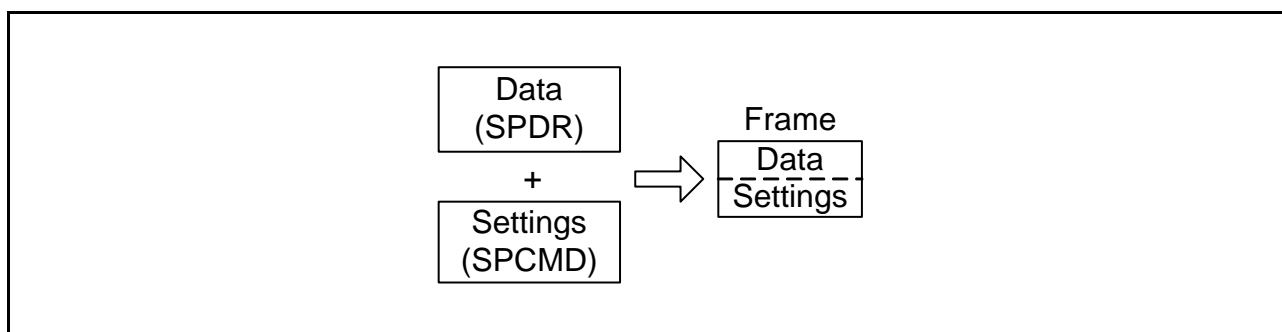 Data
(SPDR)
+
Settings
(SPCMD)
Frame
Data
Settings